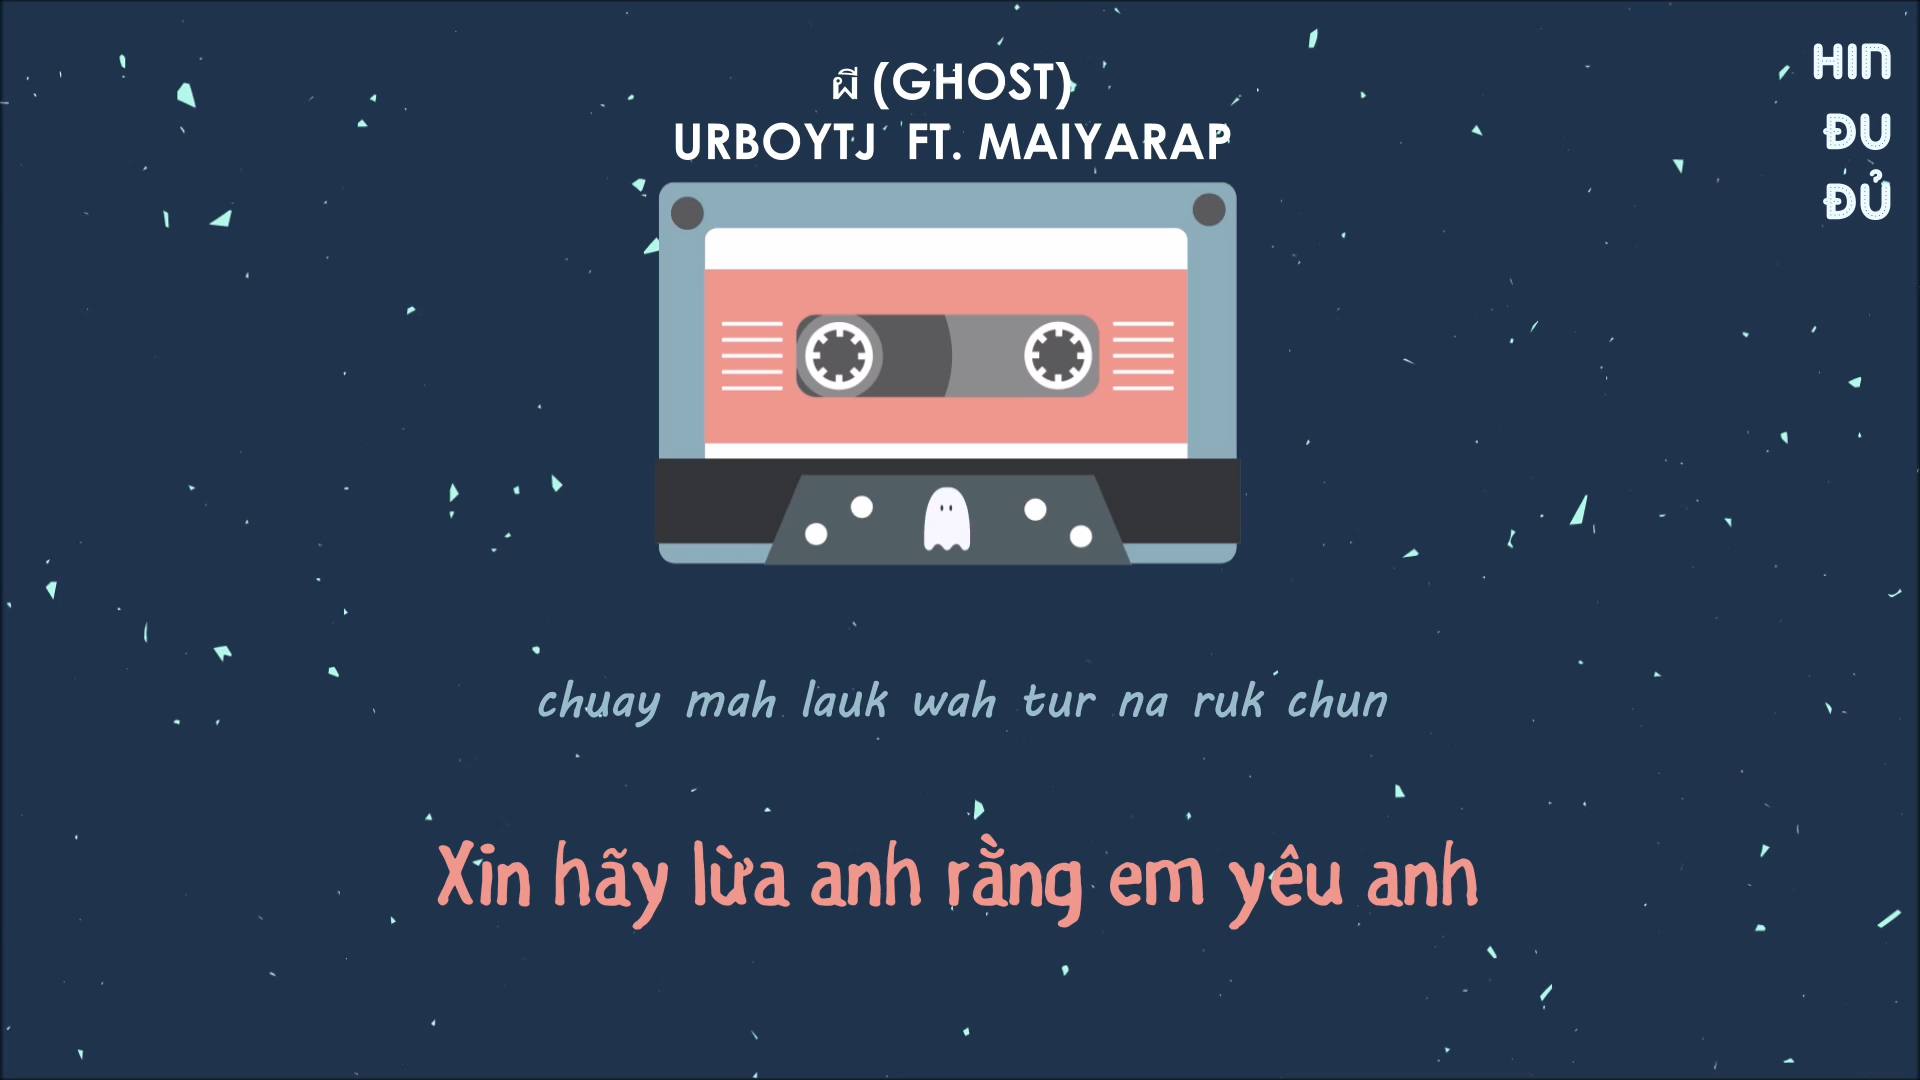 ผี (GHOST)
URBOYTJ FT. MAIYARAP
HIN
ĐU
ĐỦ
chuay mah lauk wah tur na ruk chun
Xin hãy lừa anh rằng em yêu anh